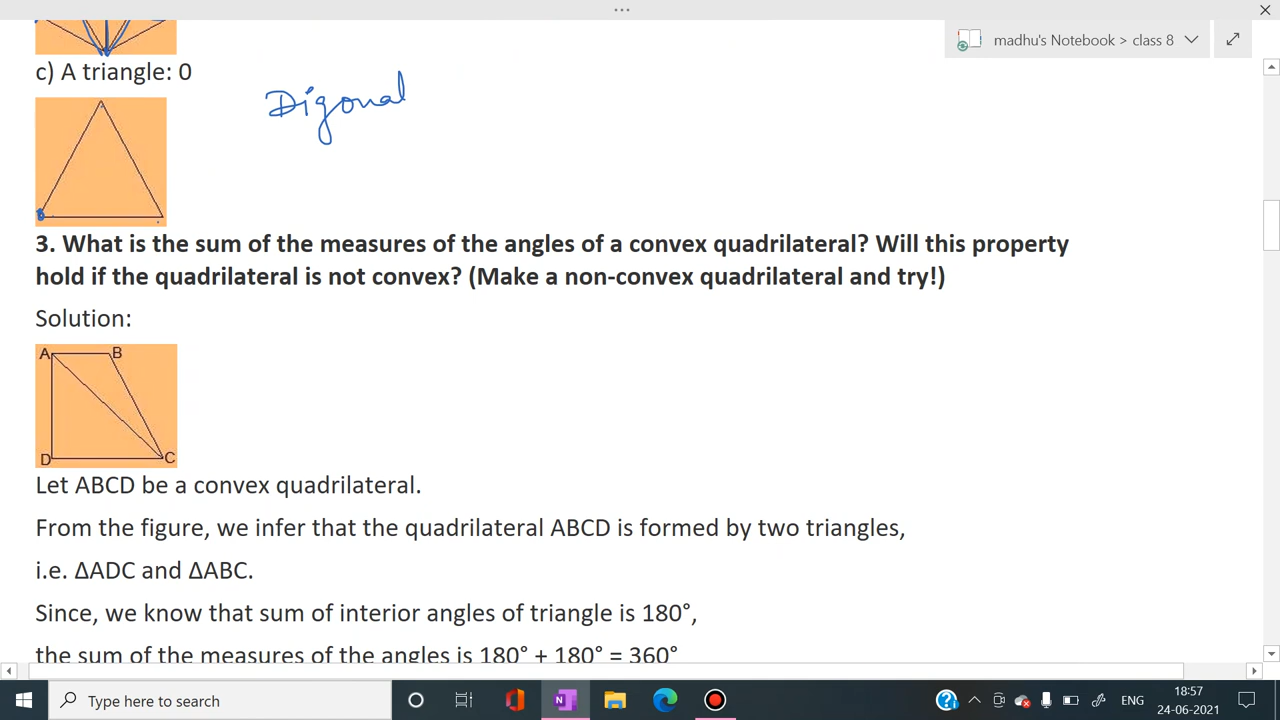 madhu's Notebook > class 8
c) A triangle: 0
Digonal
3. What is the sum of the measures of the angles of a convex quadrilateral? Will this property
hold if the quadrilateral is not convex? (Make a non-convex quadrilateral and try!)
Solution:
A B
D C
Let ABCD be a convex quadrilateral.
From the figure, we infer that the quadrilateral ABCD is formed by two triangles,
i.e. ΔADC and ΔABC.
Since, we know that sum of interior angles of triangle is 180°,
the sum of the measures of the angles is 180° + 180° = 360°
Type here to search
ENG
18:57
24-06-2021